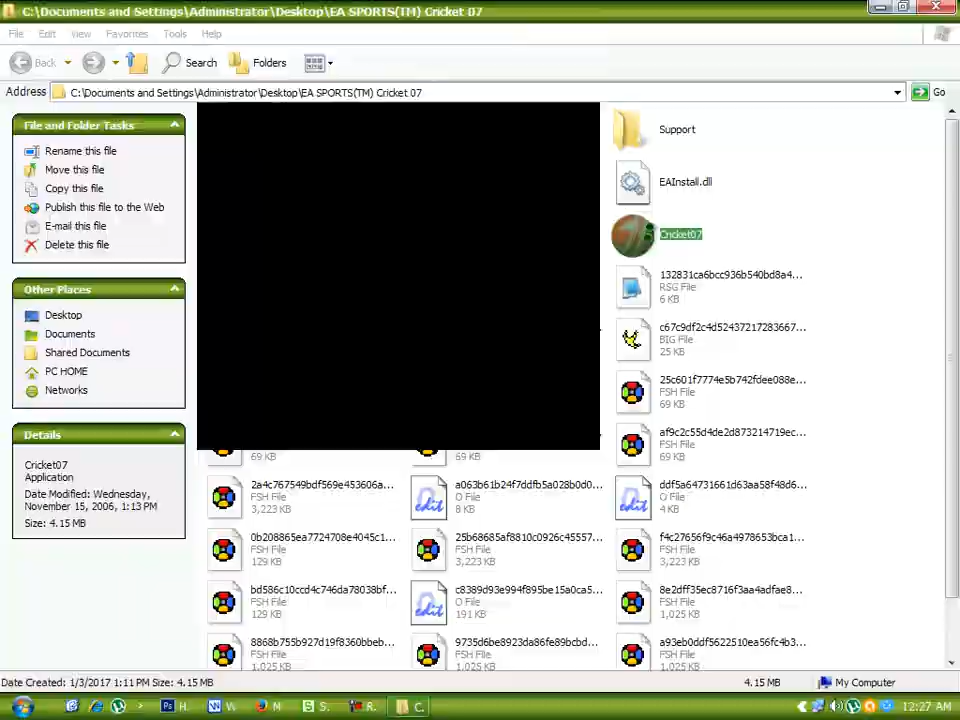 C:\Documents and Settings\Administrator\Desktop\EA SPORTS(TM) Cricket 07
File Edit View Favorites Tools Help
Back Search Folders
Address C:\Documents and Settings\Administrator\Desktop\EA SPORTS(TM) Cricket 07 Go
File and Folder Tasks
Rename this file
Move this file
Copy this file
Publish this file to the Web
E-mail this file
Delete this file
Other Places
Desktop
Documents
Shared Documents
PC HOME
Networks
Details
Cricket07
Application
Date Modified: Wednesday,
November 15, 2006, 1:13 PM
Size: 4.15 MB
Support
EAInstall.dll
Cricket07
132831ca6bcc936b540bd8a4...
RSG File
6 KB
c67c9df2c4d52437217283667...
BIG File
25 KB
25c601f7774e5b742fdee088e...
FSH File
69 KB
69 KB
69 KB
af9c2c55d4de2d873214719ec...
FSH File
69 KB
2a4c767549bdf569e453606a...
FSH File
3,223 KB
a063b61b24f7ddfb5a028b0d0...
O File
8 KB
ddf5a64731661d63aa58f48d6...
O File
4 KB
0b208865ea7724708e4045c1...
FSH File
129 KB
25b68685af8810c0926c45557...
FSH File
3,223 KB
f4c27656f9c46a4978653bca1...
FSH File
3,223 KB
bd586c10ccd4c746da78038bf...
FSH File
129 KB
c8389d93e994f895be15a0ca5...
O File
191 KB
8e2dff35ec8716f3aa4adfae8...
FSH File
1,025 KB
8868b755b927d19f8360bbeb...
FSH File
1,025 KB
9735d6be8923da86fe89bcbd...
FSH File
1,025 KB
a93eb0ddf5622510ea56fc4b3...
FSH File
1,025 KB
Date Created: 1/3/2017 1:11 PM Size: 4.15 MB 4.15 MB My Computer
H. W M S. R. C. 12:27 AM